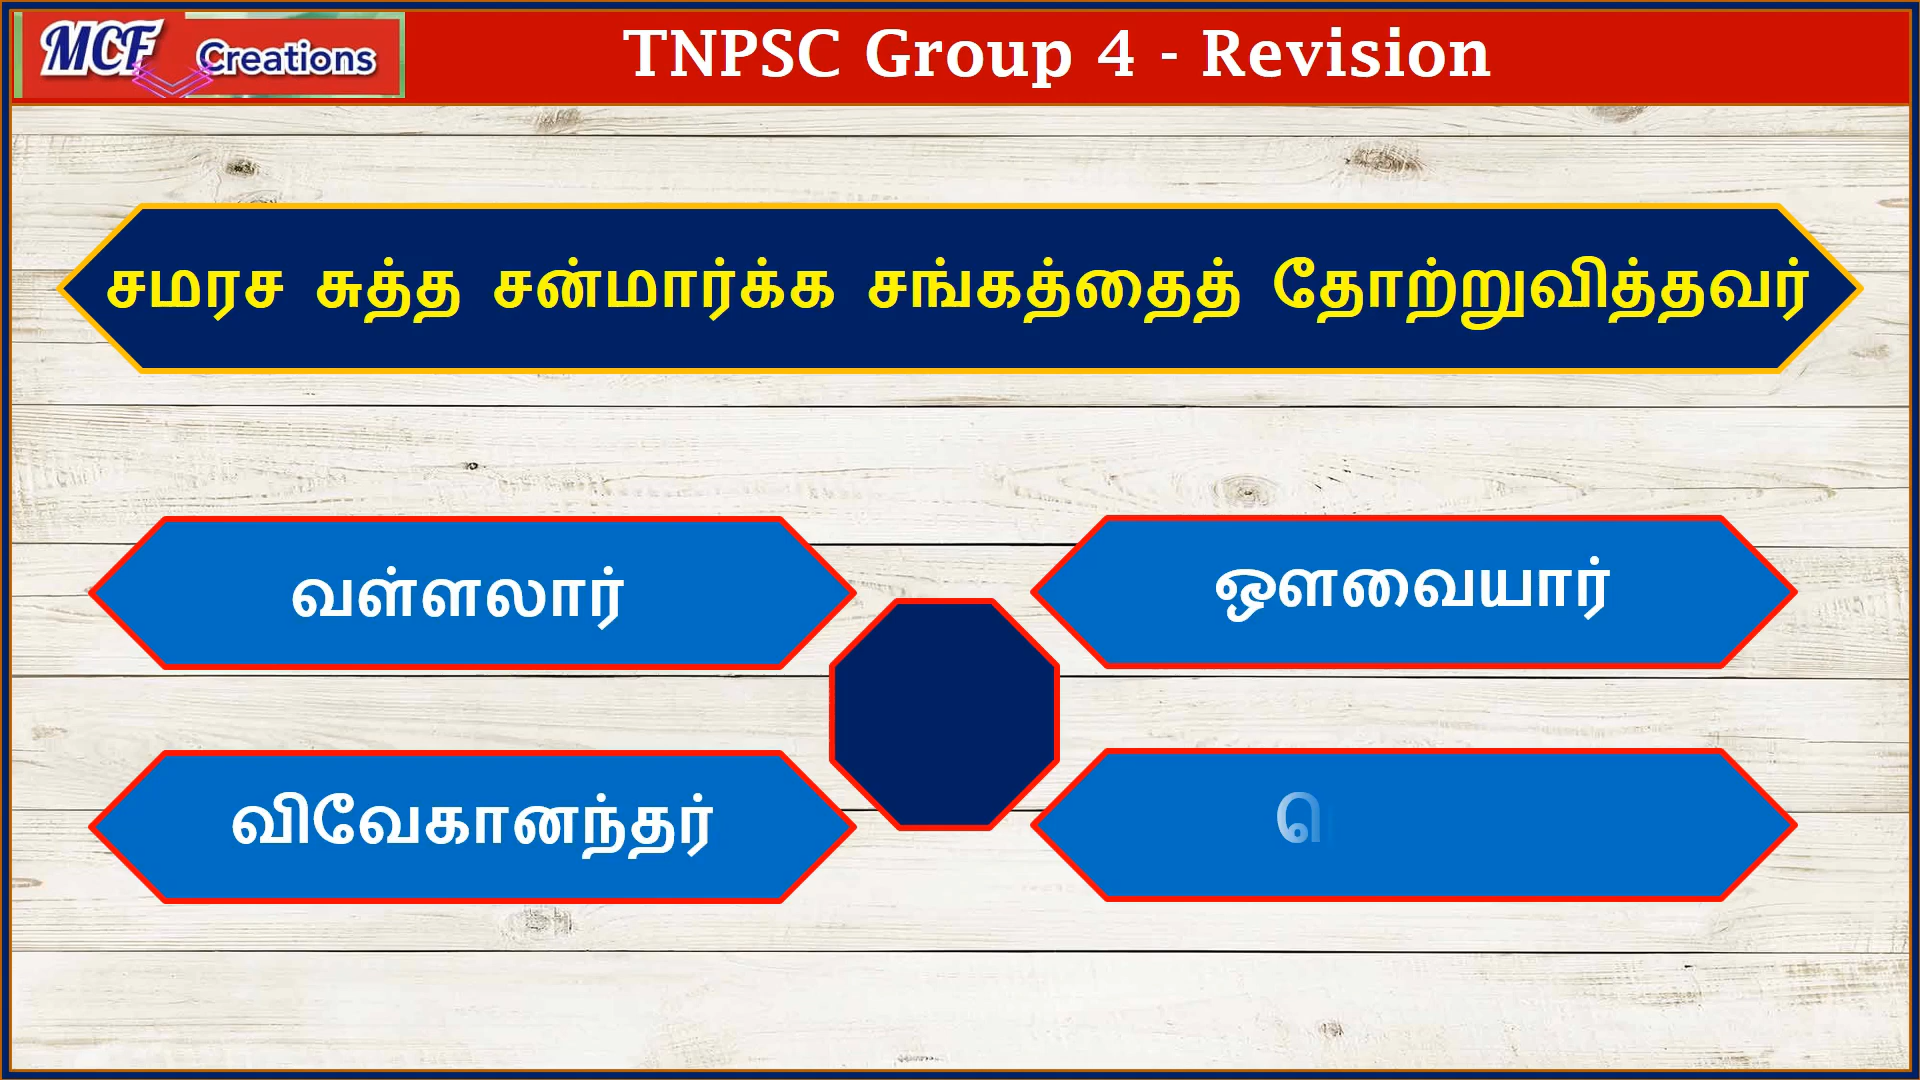 MCF Creations
TNPSC Group 4 - Revision
சமரச சுத்த சன்மார்க்க சங்கத்தைத் தோற்றுவித்தவர்
வள்ளலார்
ஔவையார்
விவேகானந்தர்